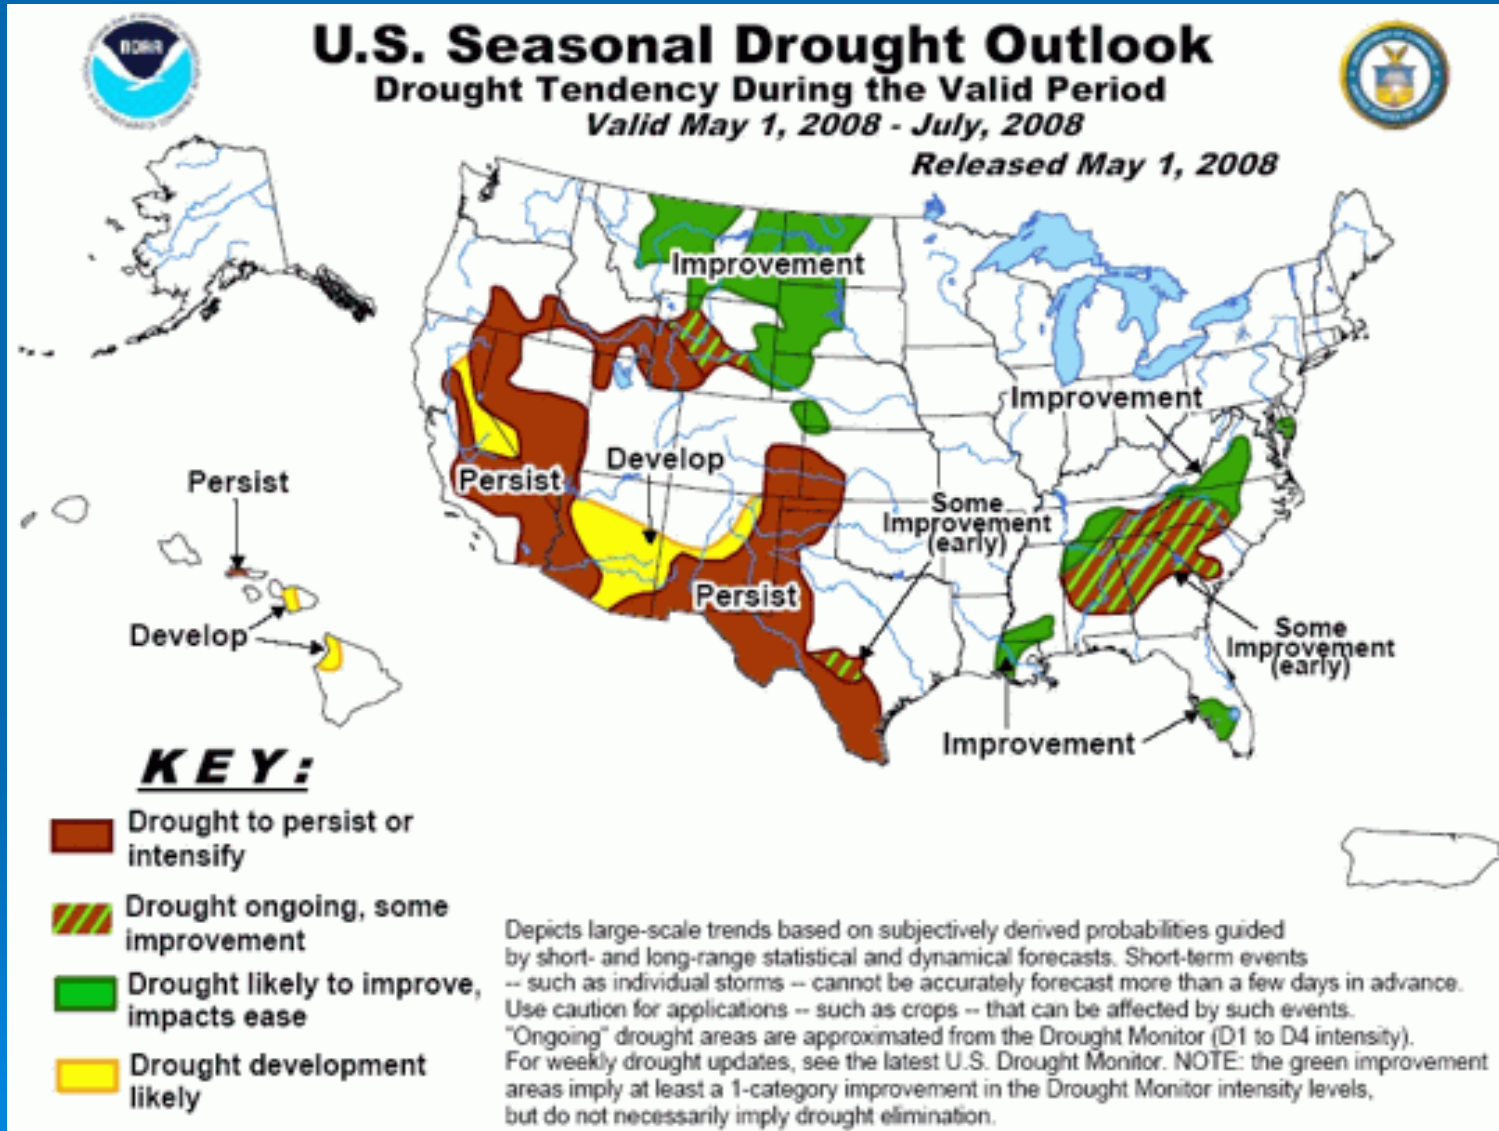 NOAA
U.S. Seasonal Drought Outlook
Drought Tendency During the Valid Period
Valid May 1, 2008 - July, 2008
Released May 1, 2008
Improvement
Improvement
Develop
Persist
Persist
Some
Improvement
(early)
Persist
Develop
Some
Improvement
(early)
Improvement
KEY:
Drought to persist or
intensify
Drought ongoing, some
improvement
Drought likely to improve,
impacts ease
Drought development
likely
Depicts large-scale trends based on subjectively derived probabilities guided
by short- and long-range statistical and dynamical forecasts. Short-term events
-- such as individual storms -- cannot be accurately forecast more than a few days in advance.
Use caution for applications -- such as crops -- that can be affected by such events.
"Ongoing" drought areas are approximated from the Drought Monitor (D1 to D4 intensity).
For weekly drought updates, see the latest U.S. Drought Monitor. NOTE: the green improvement
areas imply at least a 1-category improvement in the Drought Monitor intensity levels,
but do not necessarily imply drought elimination.